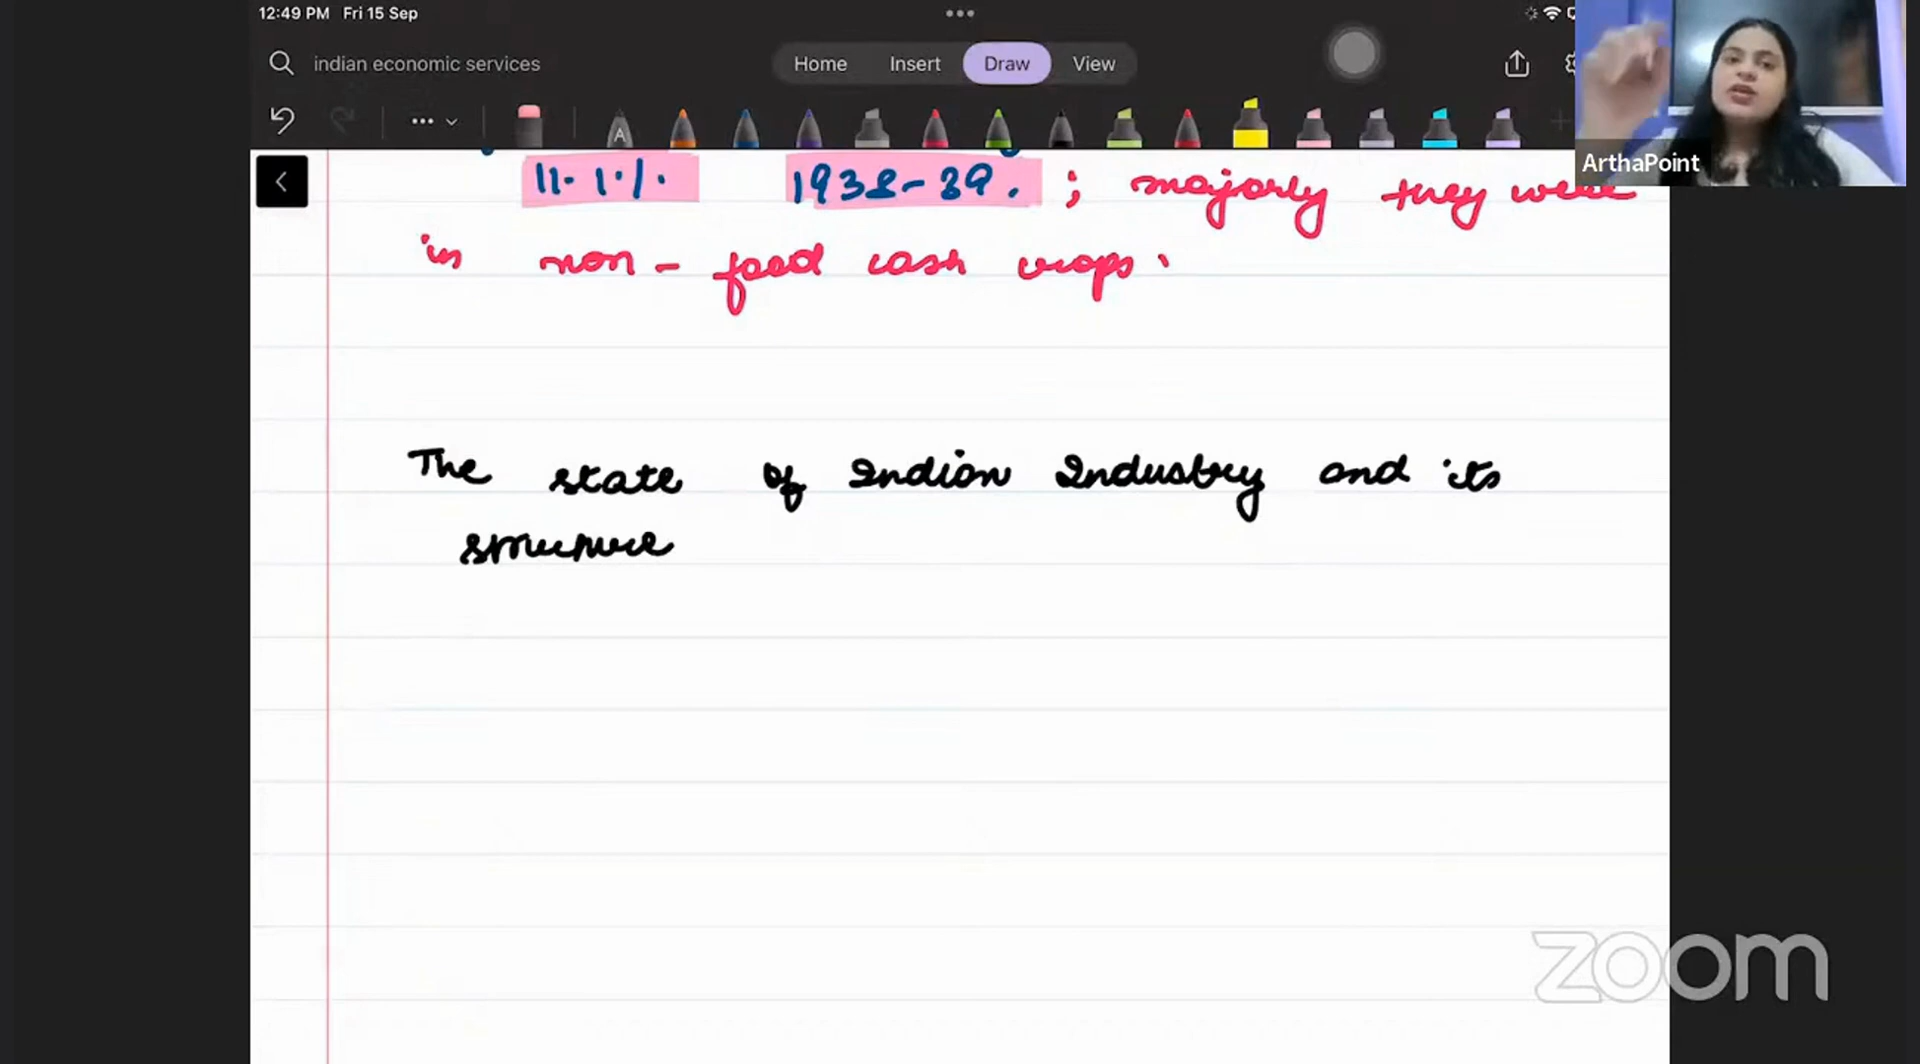 12:49 PM Fri 15 Sep
indian economic services
Home Insert Draw View
A
ArthaPoint
11.1%. 1938-39. ; majorly they were
in non-food cash crops.
The state of Indian Industry and its
structure
zoom